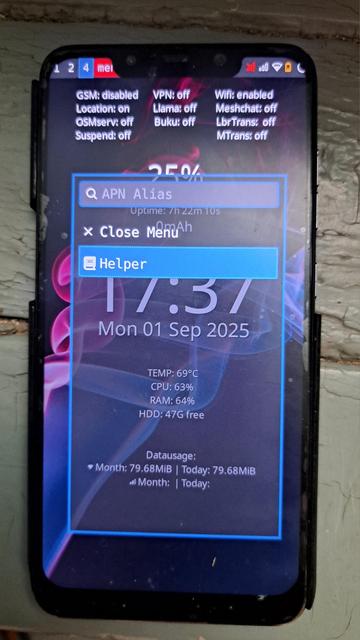 2 4 me
GSM: disabled VPN: off Wifi: enabled
Location: on Llama: off Meshchat: off
OSMserv: off Buku: off LbrTrans: off
Suspend: off MTrans: off
25%
APN Alias
Uptime: 7h 22m 10s
0mAh
Close Menu
Helper
17:37
Mon 01 Sep 2025
TEMP: 69°C
CPU: 63%
RAM: 64%
HDD: 47G free
Datausage:
Month: 79.68MiB | Today: 79.68MiB
Month: | Today: